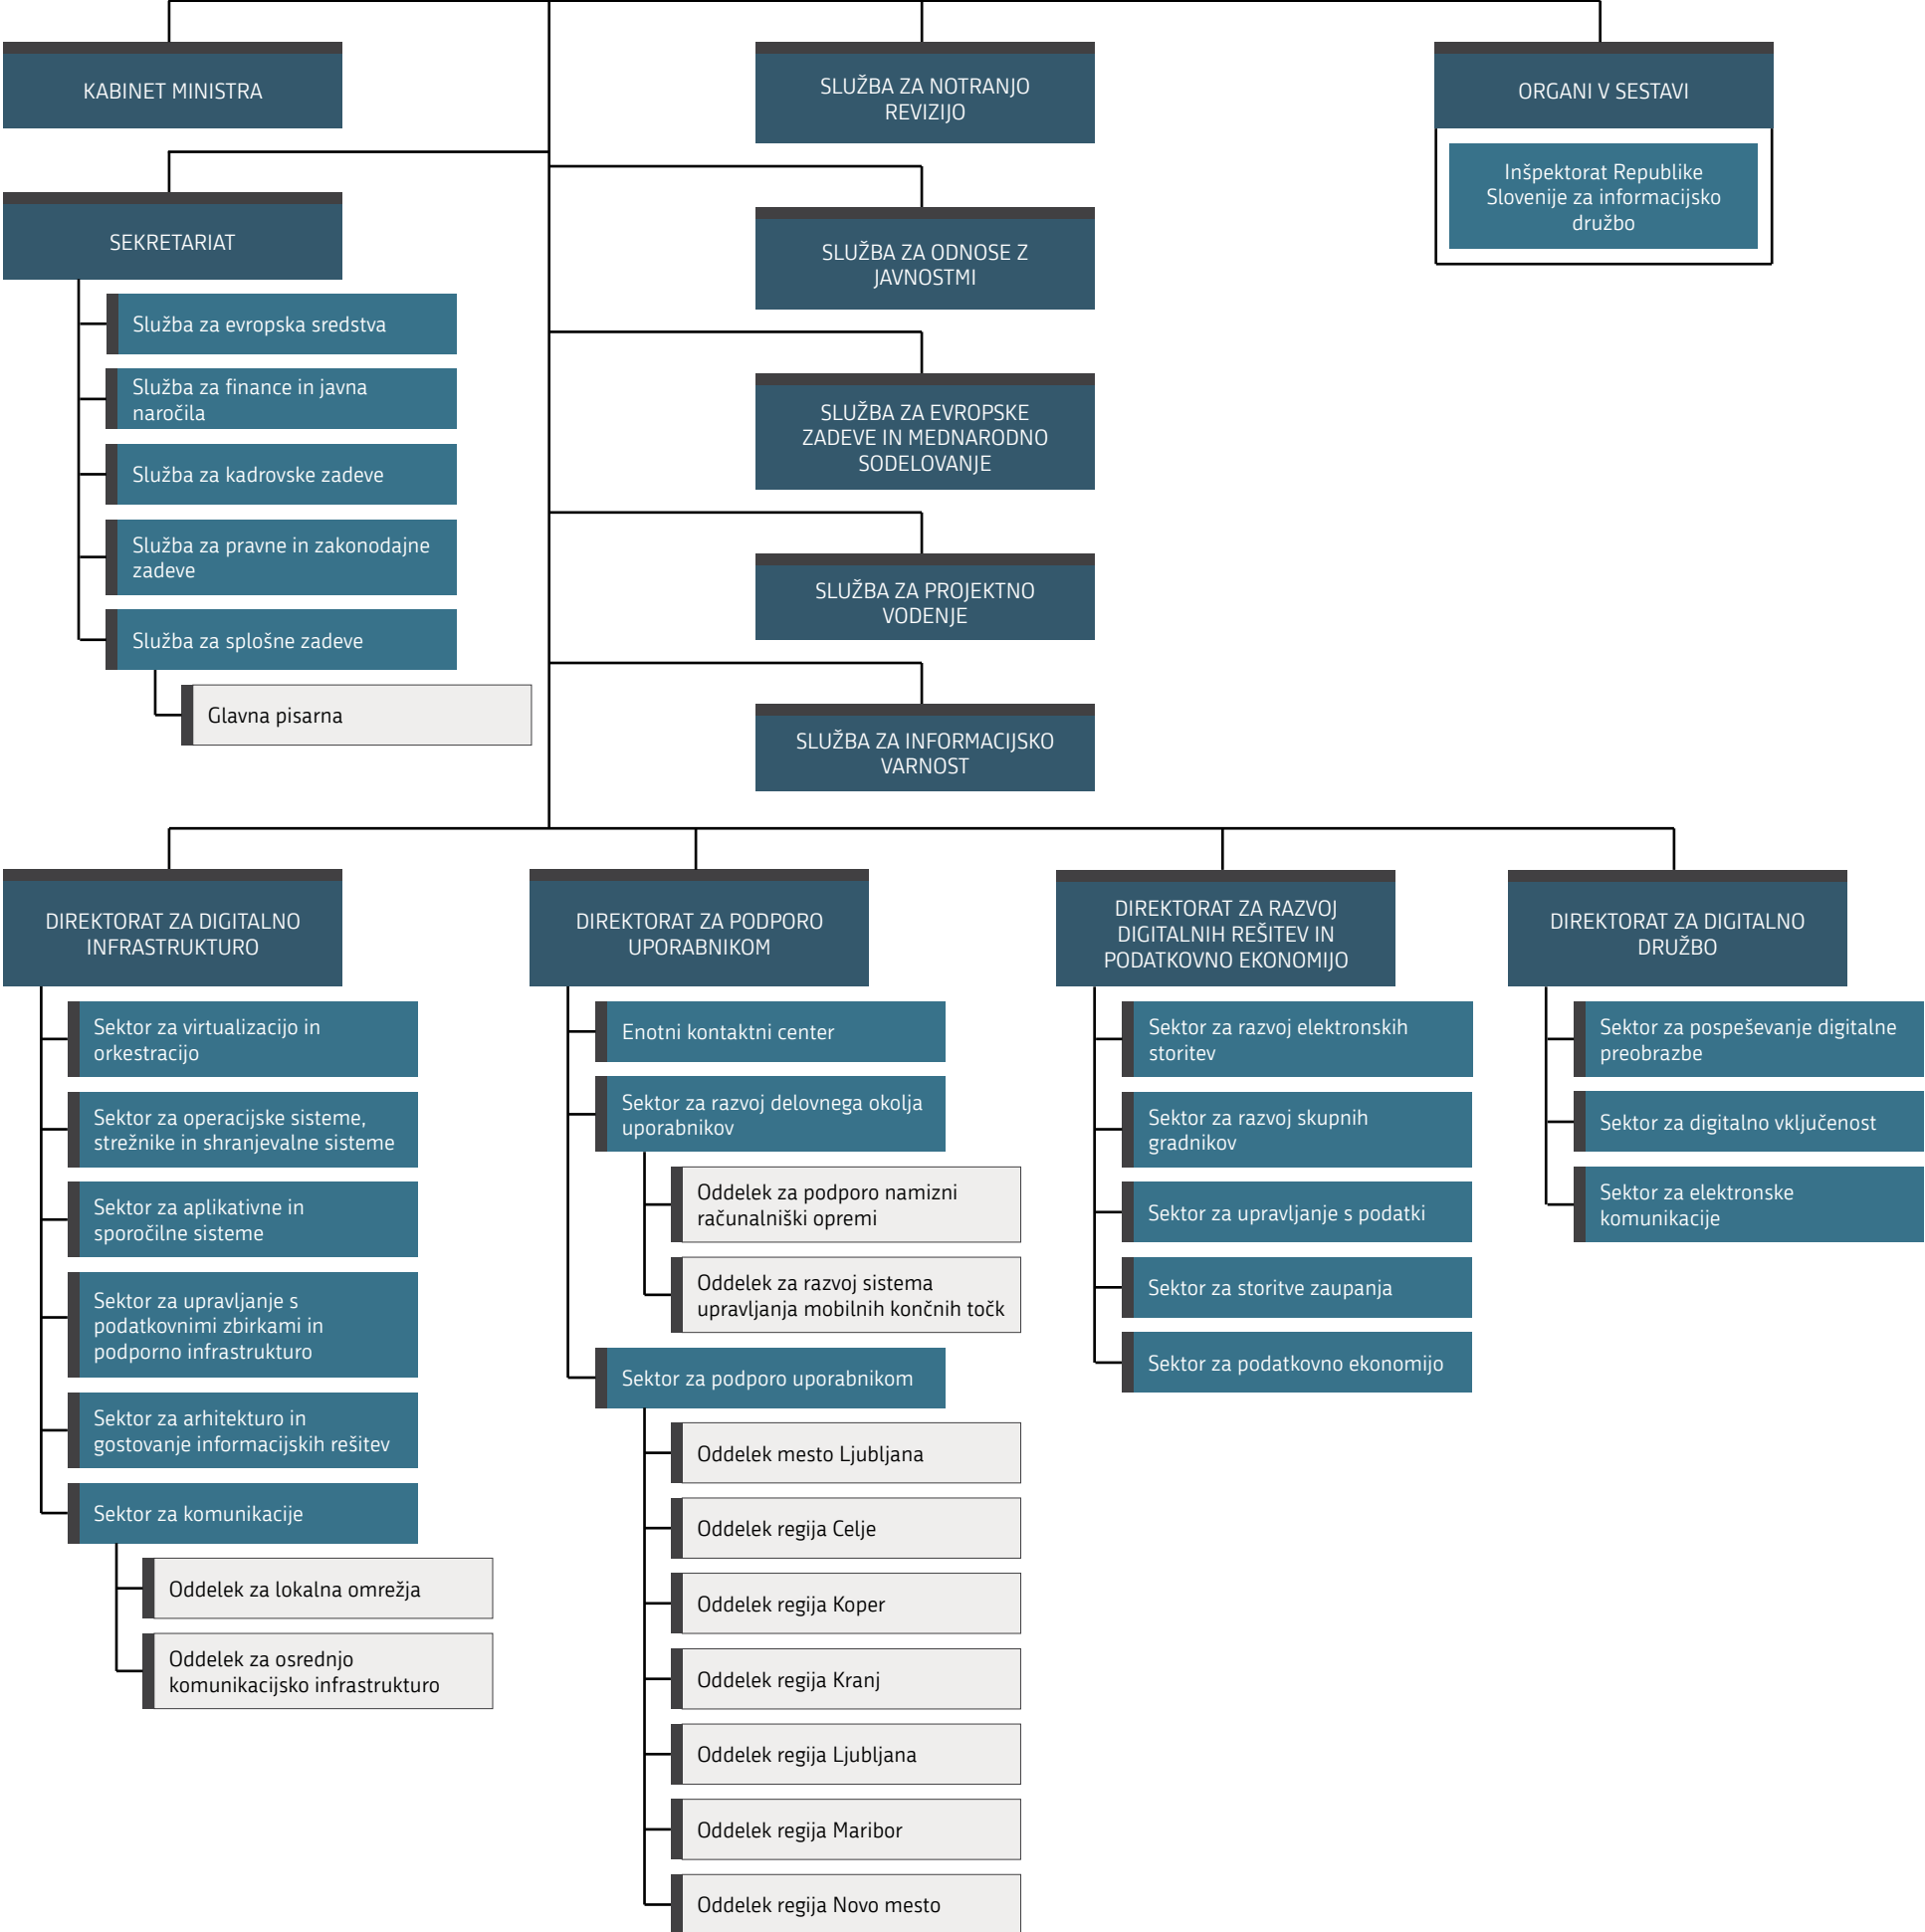 KABINET MINISTRA
SLUŽBA ZA NOTRANJO
REVIZIJO
ORGANI V SESTAVI
Inšpektorat Republike
Slovenije za informacijsko
družbo
SEKRETARIAT
Služba za evropska sredstva
Služba za finance in javna
naročila
Služba za kadrovske zadeve
Služba za pravne in zakonodajne
zadeve
Služba za splošne zadeve
Glavna pisarna
SLUŽBA ZA ODNOSE Z
JAVNOSTMI
SLUŽBA ZA EVROPSKE
ZADEVE IN MEDNARODNO
SODELOVANJE
SLUŽBA ZA PROJEKTNO
VODENJE
SLUŽBA ZA INFORMACIJSKO
VARNOST
DIREKTORAT ZA DIGITALNO
INFRASTRUKTURO
Sektor za virtualizacijo in
orkestracijo
Sektor za operacijske sisteme,
strežnike in shranjevalne sisteme
Sektor za aplikativne in
sporočilne sisteme
Sektor za upravljanje s
podatkovnimi zbirkami in
podporno infrastrukturo
Sektor za arhitekturo in
gostovanje informacijskih rešitev
Sektor za komunikacije
Oddelek za lokalna omrežja
Oddelek za osrednjo
komunikacijsko infrastrukturo
DIREKTORAT ZA PODPORO
UPORABNIKOM
Enotni kontaktni center
Sektor za razvoj delovnega okolja
uporabnikov
Oddelek za podporo namizni
računalniški opremi
Oddelek za razvoj sistema
upravljanja mobilnih končnih točk
Sektor za podporo uporabnikom
Oddelek mesto Ljubljana
Oddelek regija Celje
Oddelek regija Koper
Oddelek regija Kranj
Oddelek regija Ljubljana
Oddelek regija Maribor
Oddelek regija Novo mesto
DIREKTORAT ZA RAZVOJ
DIGITALNIH REŠITEV IN
PODATKOVNO EKONOMIJO
Sektor za razvoj elektronskih
storitev
Sektor za razvoj skupnih
gradnikov
Sektor za upravljanje s podatki
Sektor za storitve zaupanja
Sektor za podatkovno ekonomijo
DIREKTORAT ZA DIGITALNO
DRUŽBO
Sektor za pospeševanje digitalne
preobrazbe
Sektor za digitalno vključenost
Sektor za elektronske
komunikacije